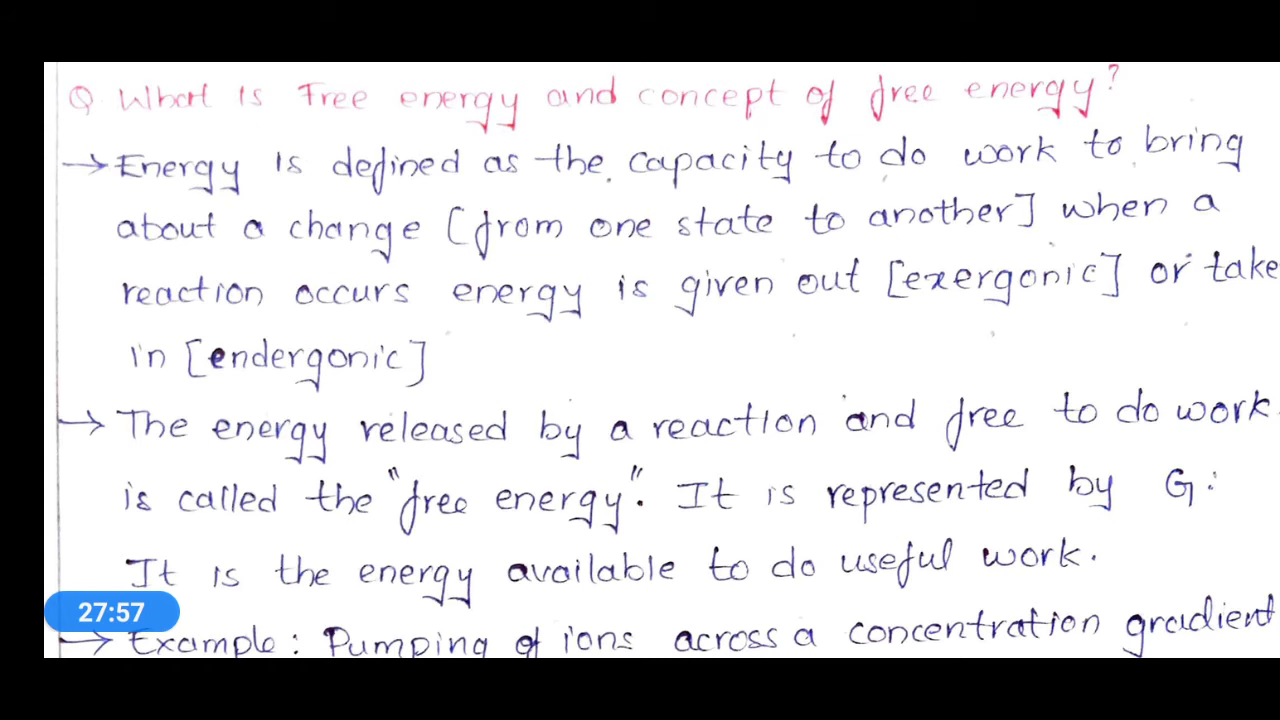 Q What is Free energy and concept of free energy?
→ Energy is defined as the capacity to do work to bring
about a change [from one state to another] when a
reaction occurs energy is given out [exergonic] or take
in [endergonic]
→ The energy released by a reaction and free to do work.
is called the "free energy". It is represented by G:
It is the energy available to do useful work.
27:57
→ Example: Pumping of ions across a concentration gradient